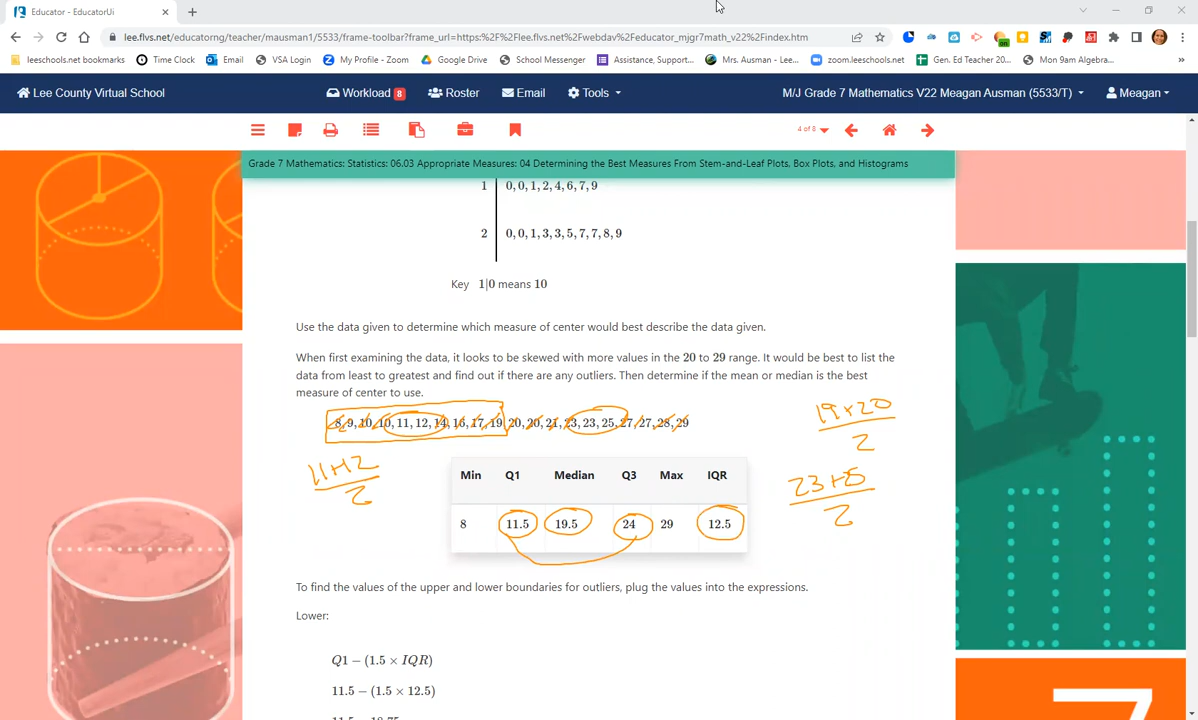 Educator - EducatorUi
lee.flvs.net/educatorng/teacher/mausman1/5533/frame-toolbar?frame_url=https:%2F%2Flee.flvs.net%2Fwebdav%2Feducator_mjgr7math_v22%2Findex.htm
leeschools.net bookmarks Time Clock Email VSA Login My Profile - Zoom Google Drive School Messenger Assistance, Support... Mrs. Ausman - Lee... zoom.leeschools.net Gen. Ed Teacher 20... Mon 9am Algebra... »
Lee County Virtual School Workload 8 Roster Email Tools M/J Grade 7 Mathematics V22 Meagan Ausman (5533/T) Meagan
4 of 8
Grade 7 Mathematics: Statistics: 06.03 Appropriate Measures: 04 Determining the Best Measures From Stem-and-Leaf Plots, Box Plots, and Histograms
1 0, 0, 1, 2, 4, 6, 7, 9
2 0, 0, 1, 3, 3, 5, 7, 7, 8, 9
Key 1|0 means 10
Use the data given to determine which measure of center would best describe the data given.
When first examining the data, it looks to be skewed with more values in the 20 to 29 range. It would be best to list the
data from least to greatest and find out if there are any outliers. Then determine if the mean or median is the best
measure of center to use.
8, 9, 10, 10, 11, 12, 14, 16, 17, 19, 20, 20, 21, 23, 23, 25, 27, 27, 28, 29
19+20
2
11+12
2
23+25
2
Min Q1 Median Q3 Max IQR
8 11.5 19.5 24 29 12.5
To find the values of the upper and lower boundaries for outliers, plug the values into the expressions.
Lower:
Q1 − (1.5 × IQR)
11.5 − (1.5 × 12.5)
11.5 − 18.75
7